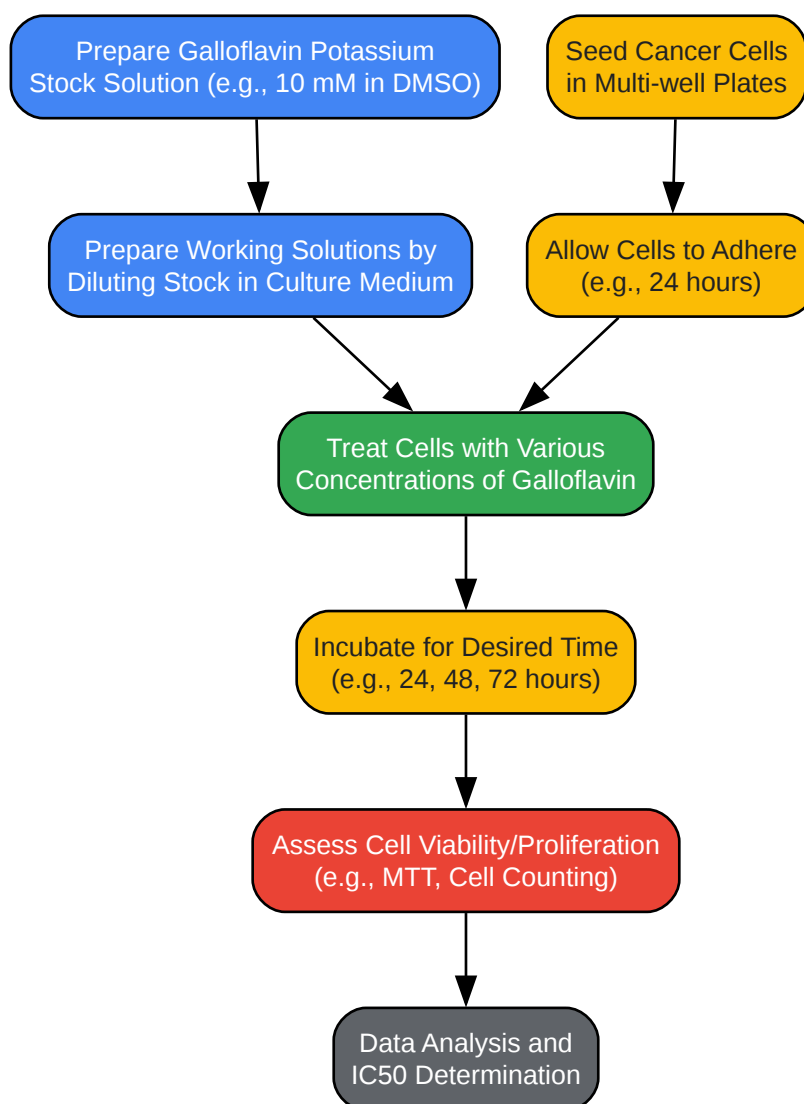 Prepare Galloflavin Potassium
Stock Solution (e.g., 10 mM in DMSO)
Seed Cancer Cells
in Multi-well Plates
Prepare Working Solutions by
Diluting Stock in Culture Medium
Allow Cells to Adhere
(e.g., 24 hours)
Treat Cells with Various
Concentrations of Galloflavin
Incubate for Desired Time
(e.g., 24, 48, 72 hours)
Assess Cell Viability/Proliferation
(e.g., MTT, Cell Counting)
Data Analysis and
IC50 Determination